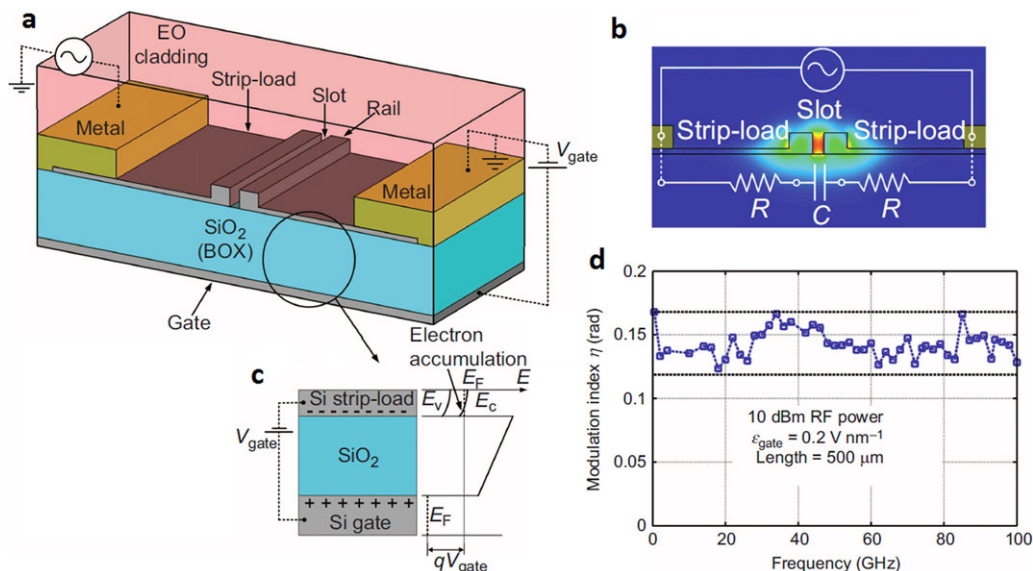 a
EO
cladding
Strip-load
Slot
Rail
Metal
Metal
V_gate
SiO₂
(BOX)
Gate
Electron
accumulation
b
Slot
Strip-load
Strip-load
R
C
R
c
E_F
E
Si strip-load
E_v
E_c
- - - - - - - -
V_gate
SiO₂
+ + + + + + +
Si gate
E_F
qV_gate
d
0.2
0.15
0.1
0.05
0
Modulation index η (rad)
10 dBm RF power
ε_gate = 0.2 V nm⁻¹
Length = 500 μm
0 20 40 60 80 100
Frequency (GHz)